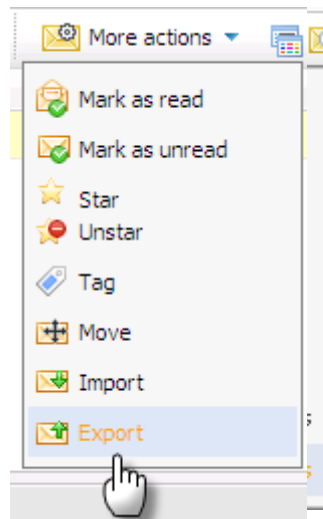 More actions
Mark as read
Mark as unread
Star
Unstar
Tag
Move
Import
Export